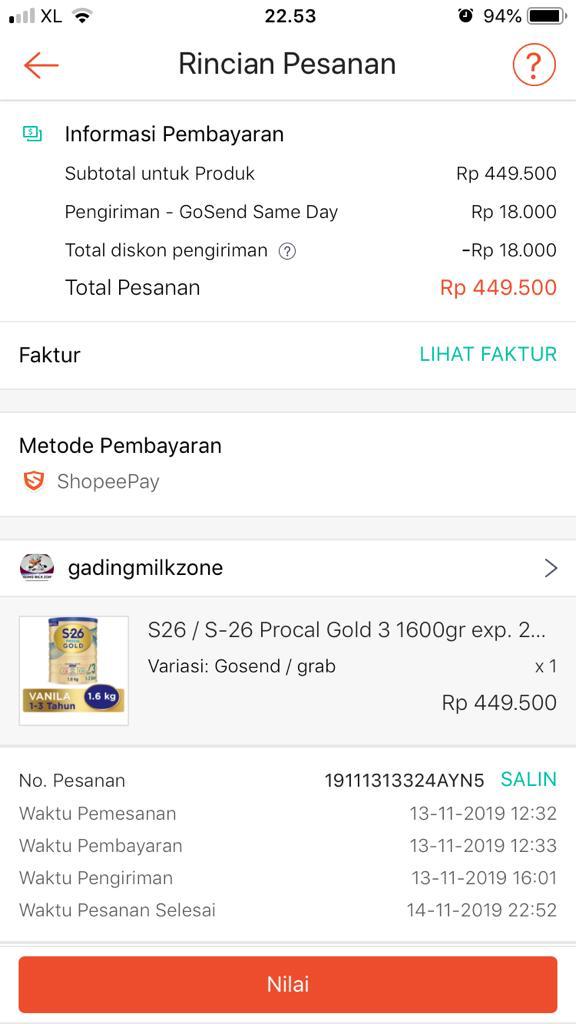 XL 22.53 94%
Rincian Pesanan ?
Informasi Pembayaran
Subtotal untuk Produk Rp 449.500
Pengiriman - GoSend Same Day Rp 18.000
Total diskon pengiriman ? -Rp 18.000
Total Pesanan Rp 449.500
Faktur LIHAT FAKTUR
Metode Pembayaran
S ShopeePay
gadingmilkzone
S26 / S-26 Procal Gold 3 1600gr exp. 2...
S-26
PROCAL
GOLD
Variasi: Gosend / grab x 1
VANILA 1.6 kg
1-3 Tahun
Rp 449.500
No. Pesanan 19111313324AYN5 SALIN
Waktu Pemesanan 13-11-2019 12:32
Waktu Pembayaran 13-11-2019 12:33
Waktu Pengiriman 13-11-2019 16:01
Waktu Pesanan Selesai 14-11-2019 22:52
Nilai